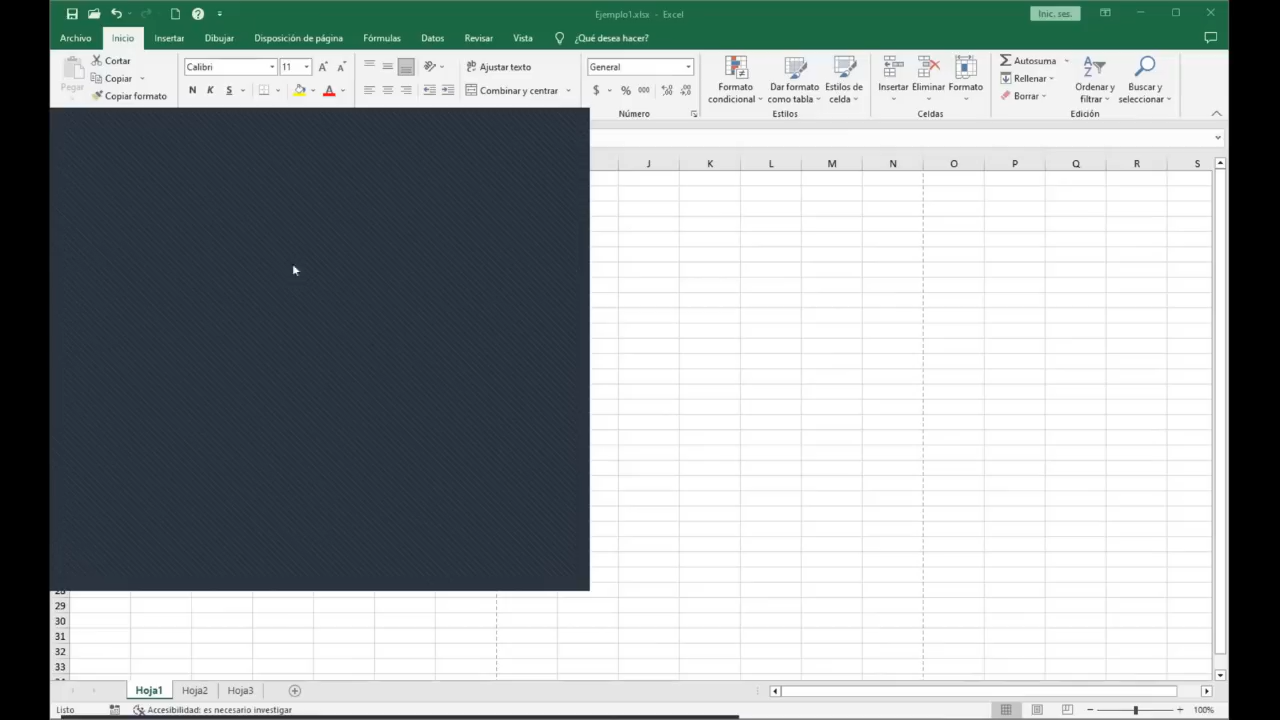 Ejemplo1.xlsx - Excel
Inic. ses.
Archivo Inicio Insertar Dibujar Disposición de página Fórmulas Datos Revisar Vista ¿Qué desea hacer?
Pegar
Cortar
Copiar
Copiar formato
Calibri 11
N K S
Ajustar texto
Combinar y centrar
General
$ % 000
Número
Formato condicional
Dar formato como tabla
Estilos de celda
Estilos
Insertar Eliminar Formato
Celdas
Autosuma
Rellenar
Borrar
Ordenar y filtrar
Buscar y seleccionar
Edición
J K L M N O P Q R S
28
29
30
31
32
33
Hoja1 Hoja2 Hoja3
Listo Accesibilidad: es necesario investigar 100%